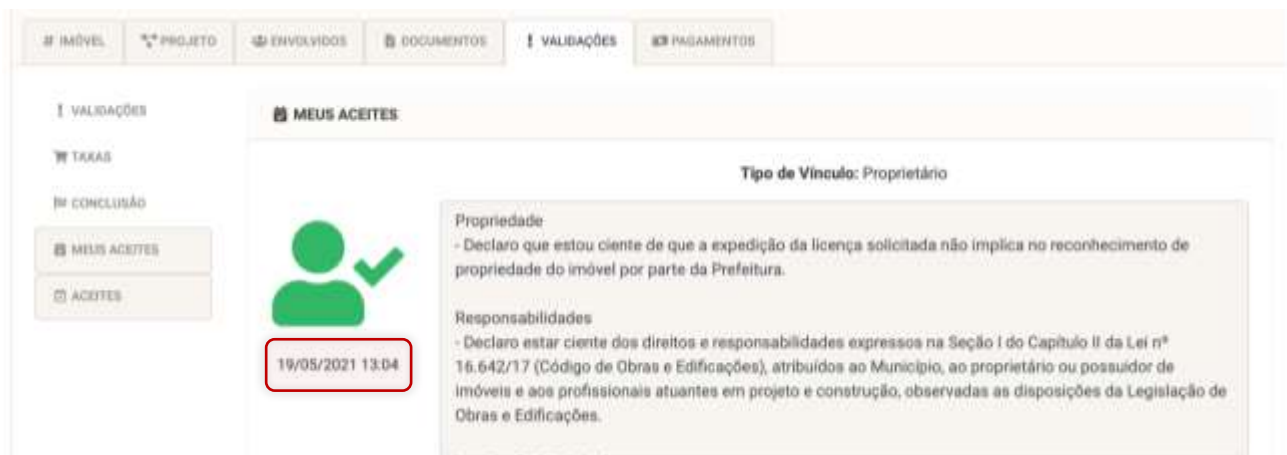 IMÓVEL PROJETO ENVOLVIDOS DOCUMENTOS VALIDAÇÕES PAGAMENTOS
VALIDAÇÕES
MEUS ACEITES
TAXAS
Tipo de Vínculo: Proprietário
CONCLUSÃO
MEUS ACEITES
ACEITES
19/05/2021 13:04
Propriedade
- Declaro que estou ciente de que a expedição da licença solicitada não implica no reconhecimento de
propriedade do imóvel por parte da Prefeitura.
Responsabilidades
- Declaro estar ciente dos direitos e responsabilidades expressos na Seção I do Capítulo II da Lei nº
16.642/17 (Código de Obras e Edificações), atribuídos ao Município, ao proprietário ou possuidor de
imóveis e aos profissionais atuantes em projeto e construção, observadas as disposições da Legislação de
Obras e Edificações.